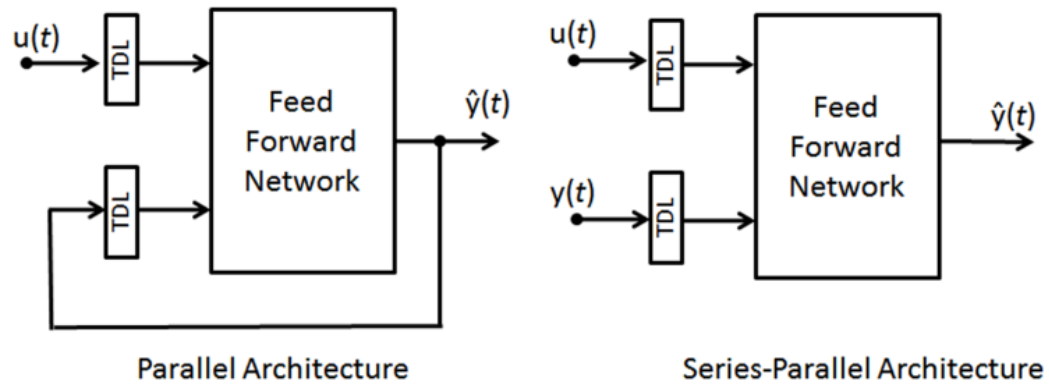 u(t)
TDL
Feed
Forward
Network
ŷ(t)
TDL
Parallel Architecture
u(t)
TDL
Feed
Forward
Network
ŷ(t)
y(t)
TDL
Series-Parallel Architecture